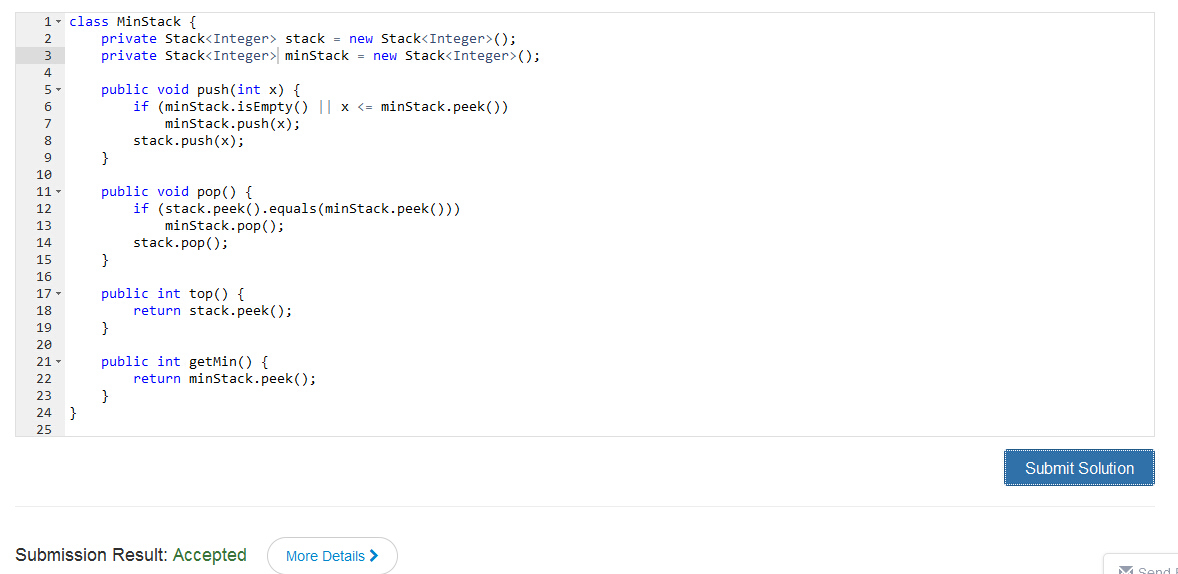 1 class MinStack {
2 private Stack<Integer> stack = new Stack<Integer>();
3 private Stack<Integer> minStack = new Stack<Integer>();
4
5 public void push(int x) {
6 if (minStack.isEmpty() || x <= minStack.peek())
7 minStack.push(x);
8 stack.push(x);
9 }
10
11 public void pop() {
12 if (stack.peek().equals(minStack.peek()))
13 minStack.pop();
14 stack.pop();
15 }
16
17 public int top() {
18 return stack.peek();
19 }
20
21 public int getMin() {
22 return minStack.peek();
23 }
24 }
25
Submit Solution
Submission Result: Accepted More Details
Send